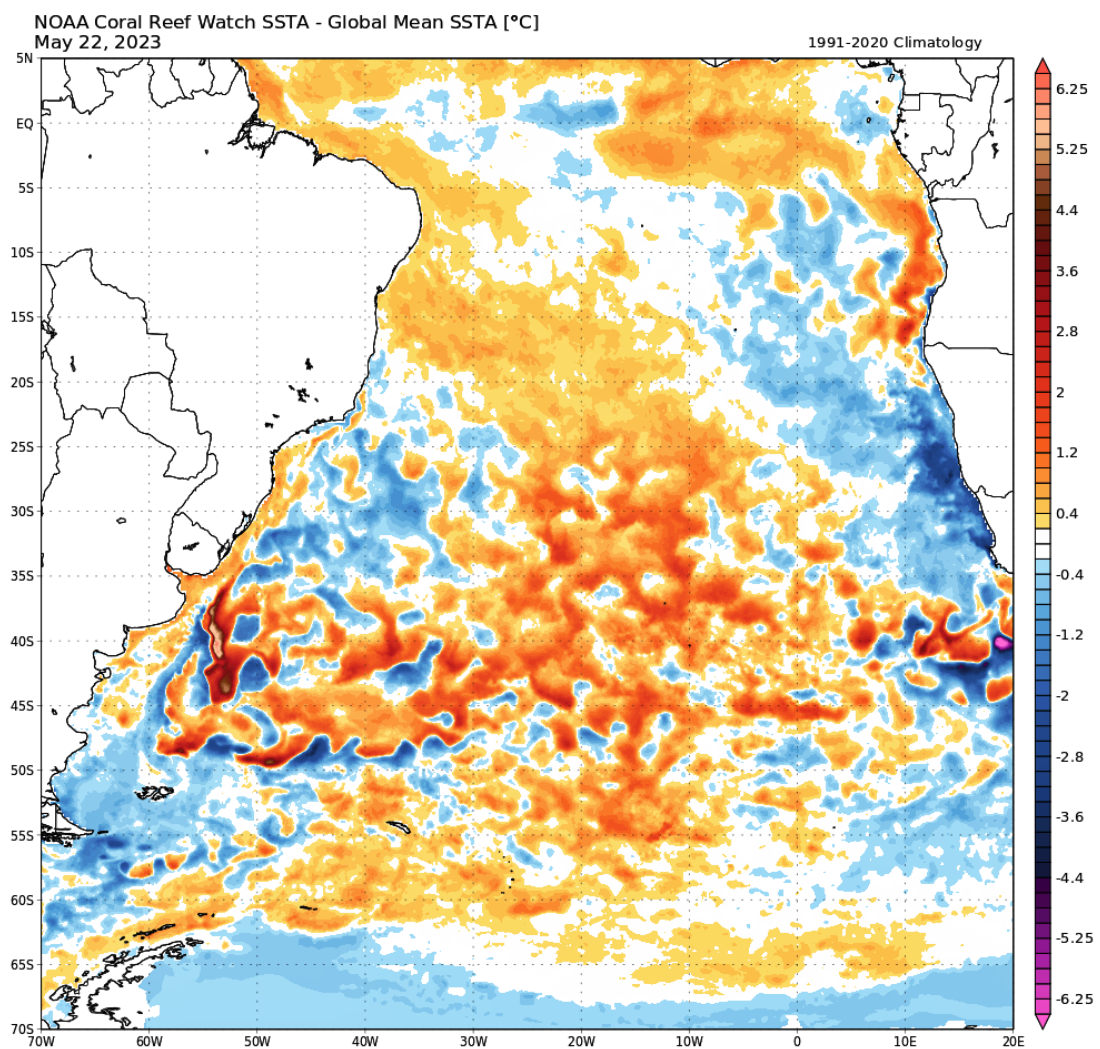 NOAA Coral Reef Watch SSTA - Global Mean SSTA [°C]
May 22, 2023
1991-2020 Climatology
5N
EQ
5S
10S
15S
20S
25S
30S
35S
40S
45S
50S
55S
60S
65S
70S
70W 60W 50W 40W 30W 20W 10W 0 10E 20E
6.25
5.25
4.4
3.6
2.8
2
1.2
0.4
-0.4
-1.2
-2
-2.8
-3.6
-4.4
-5.25
-6.25